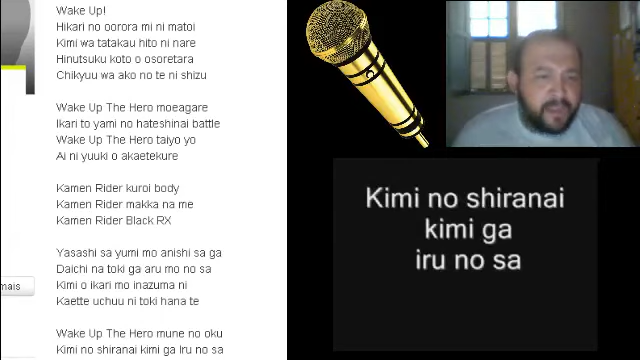 Wake Up!
Hikari no oorora mi ni matoi
Kimi wa tatakau hito ni nare
Hinutsuku koto o osoretara
Chikyuu wa ako no te ni shizu
Wake Up The Hero moeagare
Ikari to yami no hateshinai battle
Wake Up The Hero taiyo yo
Ai ni yuuki o akaetekure
Kamen Rider kuroi body
Kamen Rider makka na me
Kamen Rider Black RX
Yasashi sa yumi mo anishi sa ga
Daichi na toki ga aru mo no sa
Kimi o ikari mo inazuma ni
Kaette uchuu ni toki hana te
Wake Up The Hero mune no oku
Kimi no shiranai kimi ga Iru no sa
mais
Kimi no shiranai
kimi ga
iru no sa